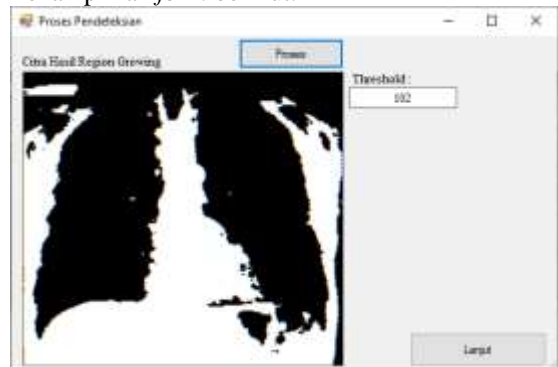 Proses Pendeteksian
Citra Hasil Region Growing
Proses
Threshold :
102
Lanjut